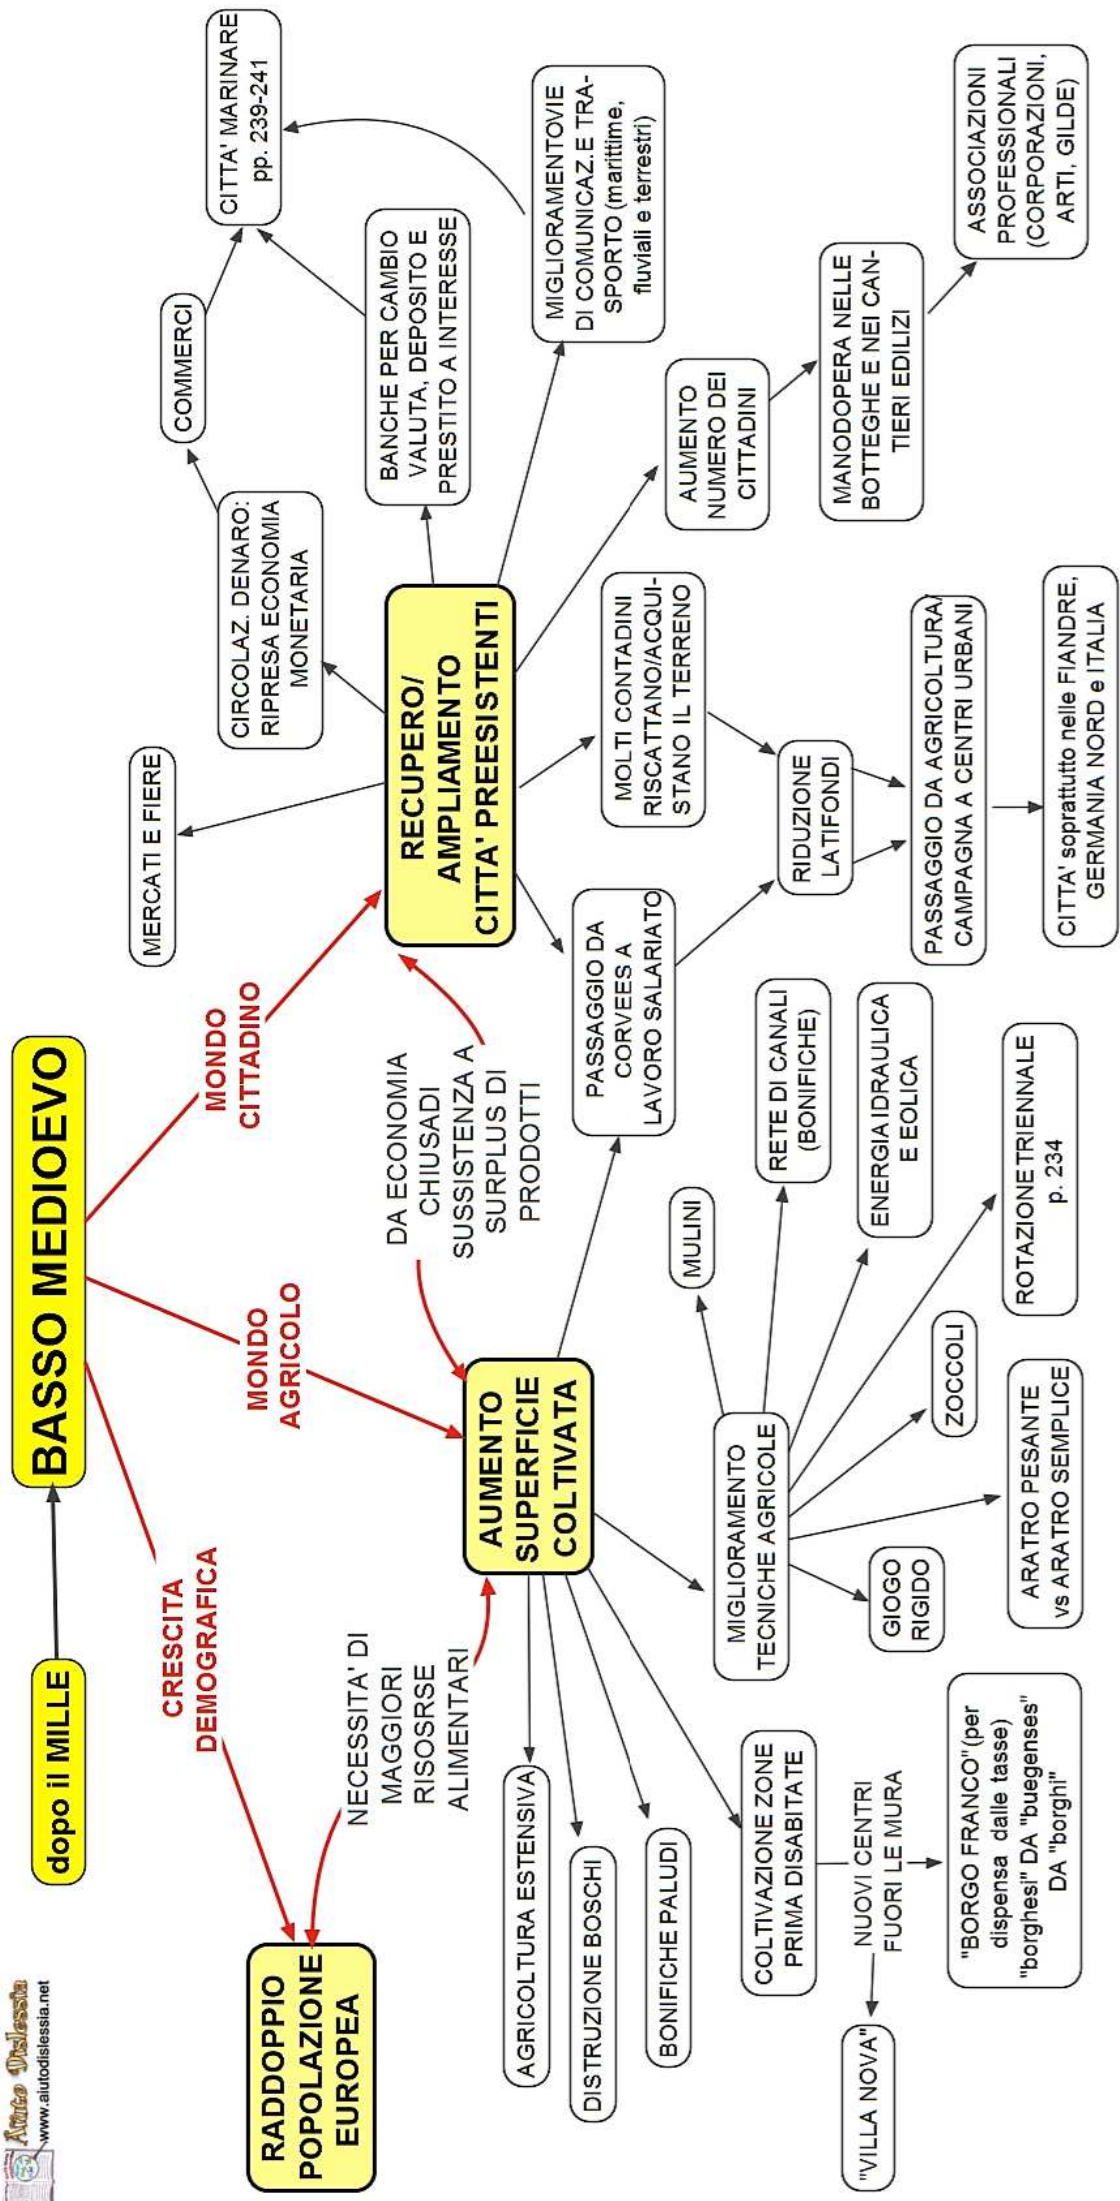 Aiuto Dislessia
www.aiutodislessia.net
dopo il MILLE
BASSO MEDIOEVO
CRESCITA
DEMOGRAFICA
MONDO
AGRICOLO
MONDO
CITTADINO
RADDOPPIO
POPOLAZIONE
EUROPEA
NECESSITA' DI
MAGGIORI
RISOSRSE
ALIMENTARI
AUMENTO
SUPERFICIE
COLTIVATA
DA ECONOMIA
CHIUSADI
SUSSISTENZA A
SURPLUS DI
PRODOTTI
RECUPERO/
AMPLIAMENTO
CITTA' PREESISTENTI
MERCATI E FIERE
CIRCOLAZ. DENARO:
RIPRESA ECONOMIA
MONETARIA
COMMERCI
CITTA' MARINARE
pp. 239-241
BANCHE PER CAMBIO
VALUTA, DEPOSITO E
PRESTITO A INTERESSE
MIGLIORAMENTOVIE
DI COMUNICAZ.E TRA-
SPORTO (marittime,
fluviali e terrestri)
AUMENTO
NUMERO DEI
CITTADINI
MANODOPERA NELLE
BOTTEGHE E NEI CAN-
TIERI EDILIZI
ASSOCIAZIONI
PROFESSIONALI
(CORPORAZIONI,
ARTI, GILDE)
MOLTI CONTADINI
RISCATTANO/ACQUI-
STANO IL TERRENO
PASSAGGIO DA
CORVEES A
LAVORO SALARIATO
RIDUZIONE
LATIFONDI
PASSAGGIO DA AGRICOLTURA/
CAMPAGNA A CENTRI URBANI
CITTA' soprattutto nelle FIANDRE,
GERMANIA NORD e ITALIA
AGRICOLTURA ESTENSIVA
DISTRUZIONE BOSCHI
BONIFICHE PALUDI
COLTIVAZIONE ZONE
PRIMA DISABITATE
NUOVI CENTRI
FUORI LE MURA
"VILLA NOVA"
"BORGO FRANCO"(per
dispensa dalle tasse)
"borghesi" DA "buegenses"
DA "borghi"
MIGLIORAMENTO
TECNICHE AGRICOLE
MULINI
RETE DI CANALI
(BONIFICHE)
ENERGIA IDRAULICA
E EOLICA
ROTAZIONE TRIENNALE
p. 234
ZOCCOLI
ARATRO PESANTE
vs ARATRO SEMPLICE
GIOGO
RIGIDO